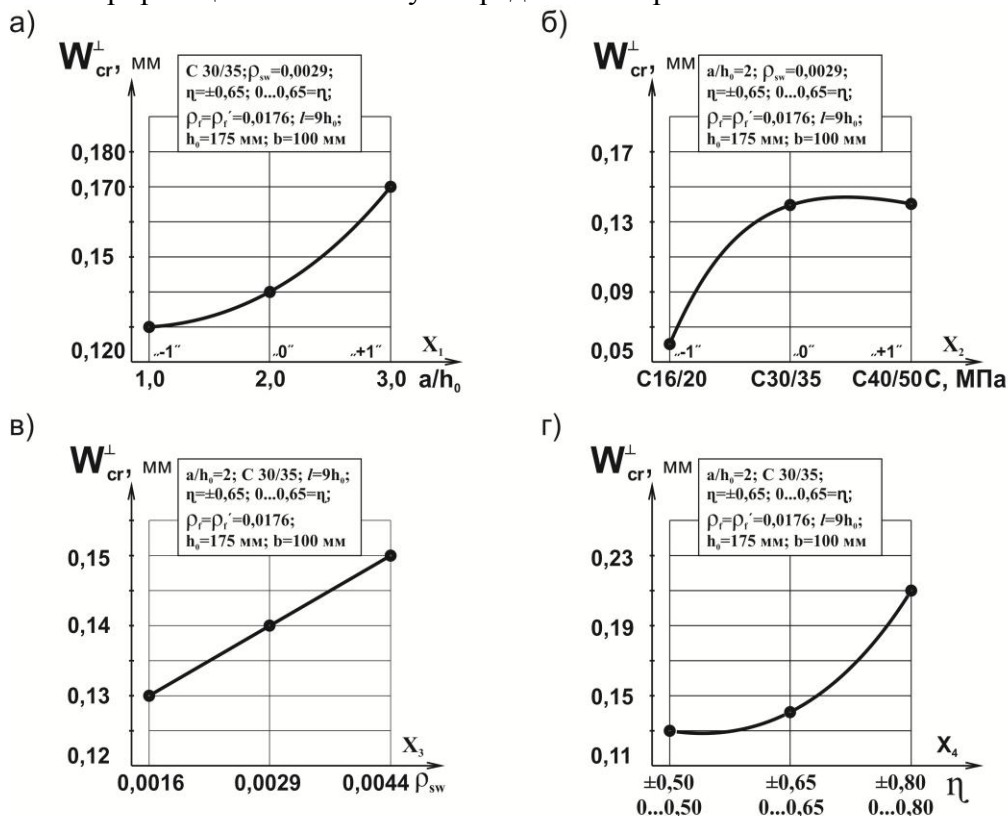 а)
W⊥cr, мм
C 30/35; ρsw=0,0029;
η=±0,65; 0...0,65=η;
ρf=ρf´=0,0176; l=9h0;
h0=175 мм; b=100 мм
0,180
0,170
0,15
0,120
„-1” „0” „+1” X1
1,0 2,0 3,0 a/h0
б)
W⊥cr, мм
a/h0=2; ρsw=0,0029;
η=±0,65; 0...0,65=η;
ρf=ρf´=0,0176; l=9h0;
h0=175 мм; b=100 мм
0,17
0,13
0,09
0,05
„-1” „0” „+1” X2
C16/20 C30/35 C40/50 C, МПа
в)
W⊥cr, мм
a/h0=2; C 30/35; l=9h0;
η=±0,65; 0...0,65=η;
ρf=ρf´=0,0176;
h0=175 мм; b=100 мм
0,15
0,14
0,13
0,12
X3
0,0016 0,0029 0,0044 ρsw
г)
W⊥cr, мм
a/h0=2; C 30/35;
η=±0,65; 0...0,65=η;
ρf=ρf´=0,0176; l=9h0;
h0=175 мм; b=100 мм
0,23
0,19
0,15
0,11
X4
±0,50 ±0,65 ±0,80 η
0...0,50 0...0,65 0...0,80